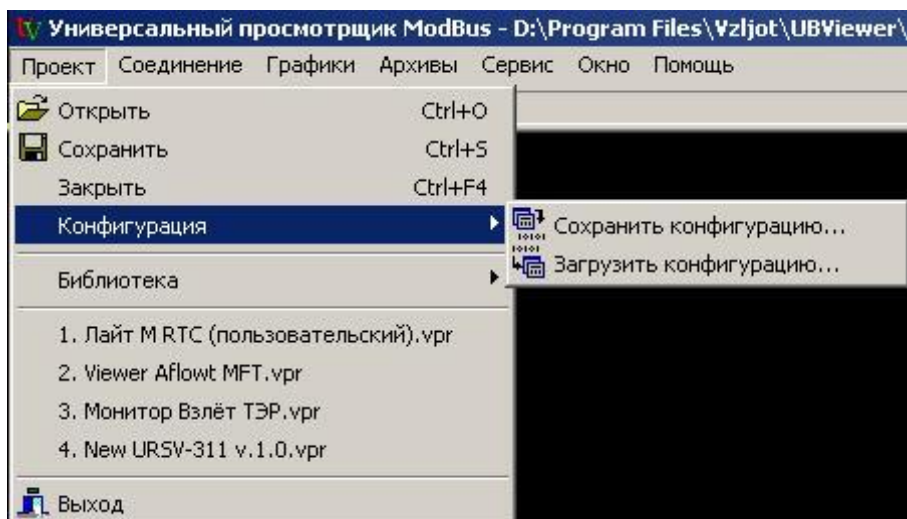 Универсальный просмотрщик ModBus - D:\Program Files\Vzljot\UBViewer\
Проект Соединение Графики Архивы Сервис Окно Помощь
Открыть Ctrl+O
Сохранить Ctrl+S
Закрыть Ctrl+F4
Конфигурация
Сохранить конфигурацию...
Загрузить конфигурацию...
Библиотека
1. Лайт М RTC (пользовательский).vpr
2. Viewer Aflowt MFT.vpr
3. Монитор Взлёт ТЭР.vpr
4. New URSV-311 v.1.0.vpr
Выход